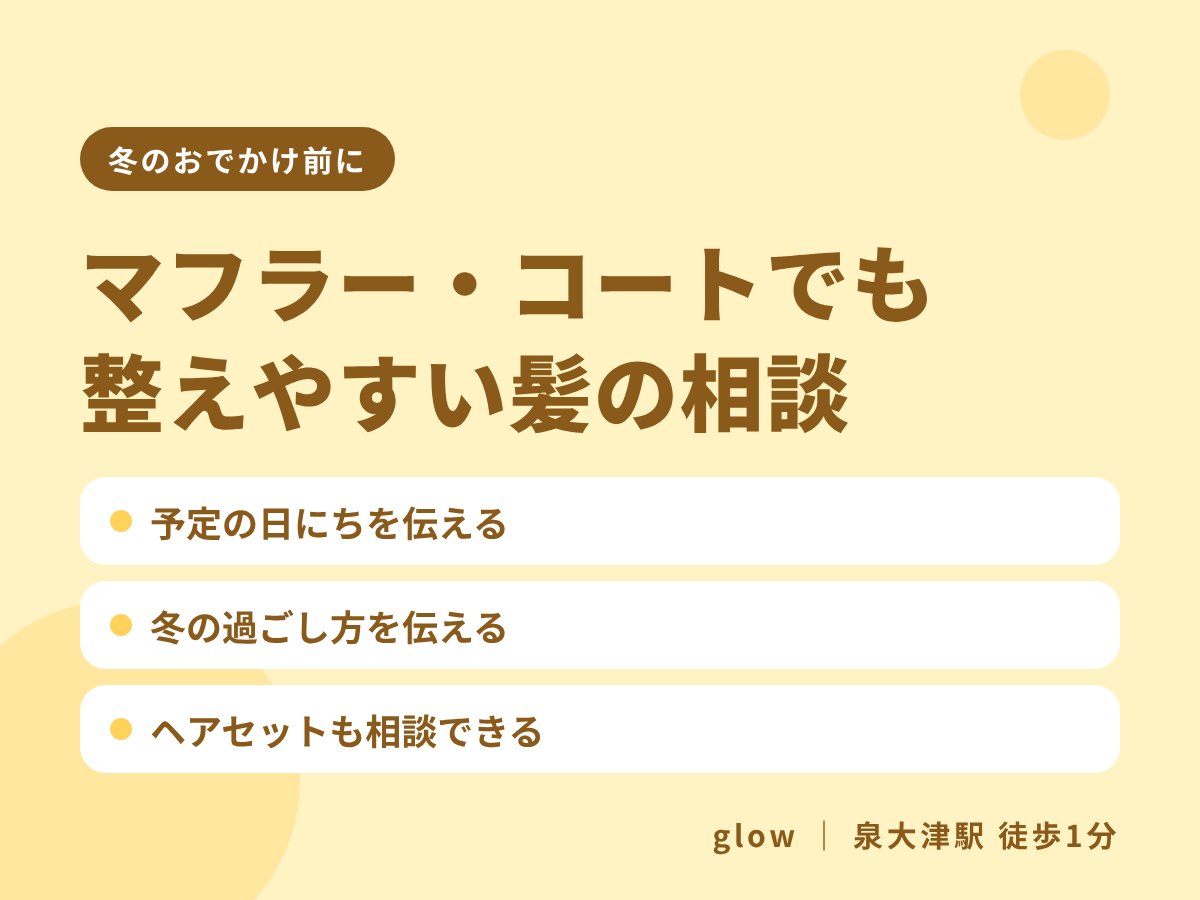 冬のおでかけ前に
マフラー・コートでも
整えやすい髪の相談
予定の日にちを伝える
冬の過ごし方を伝える
ヘアセットも相談できる
glow｜泉大津駅 徒歩1分